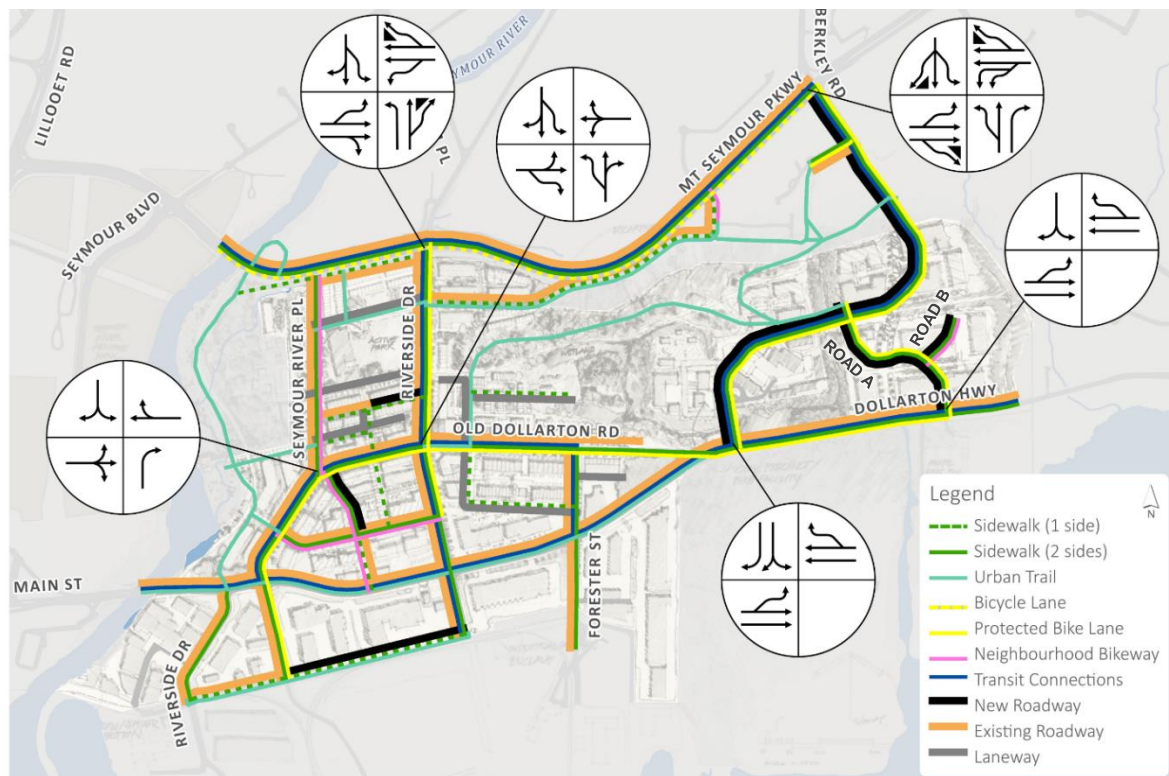 LILLOOET RD
SEYMOUR RIVER
PL
BERKLEY RD
MT SEYMOUR PKWY
SEYMOUR BLVD
SEYMOUR RIVER PL
RIVERSIDE DR
ROAD B
ROAD A
DOLLARTON HWY
OLD DOLLARTON RD
MAIN ST
FORESTER ST
RIVERSIDE DR
Legend
N
Sidewalk (1 side)
Sidewalk (2 sides)
Urban Trail
Bicycle Lane
Protected Bike Lane
Neighbourhood Bikeway
Transit Connections
New Roadway
Existing Roadway
Laneway